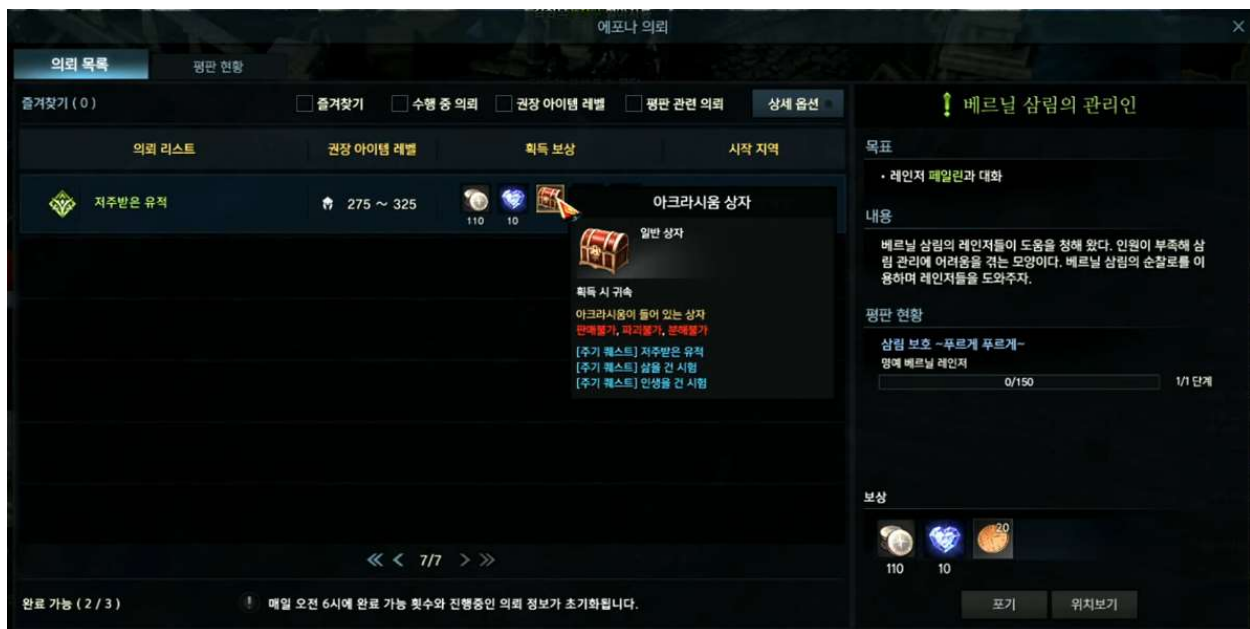 에포나 의뢰
의뢰 목록
평판 현황
즐겨찾기 ( 0 )
즐겨찾기
수행 중 의뢰
권장 아이템 레벨
평판 관련 의뢰
상세 옵션
의뢰 리스트
권장 아이템 레벨
획득 보상
시작 지역
저주받은 유적
275 ~ 325
110
10
아크라시움 상자
일반 상자
획득 시 귀속
아크라시움이 들어 있는 상자
판매불가, 파괴불가, 분해불가
[주기 퀘스트] 저주받은 유적
[주기 퀘스트] 삶을 건 시험
[주기 퀘스트] 인생을 건 시험
7/7
완료 가능 ( 2 / 3 )
매일 오전 6시에 완료 가능 횟수와 진행중인 의뢰 정보가 초기화됩니다.
베르닐 삼림의 관리인
목표
· 레인저 페일린과 대화
내용
베르닐 삼림의 레인저들이 도움을 청해 왔다. 인원이 부족해 삼
림 관리에 어려움을 겪는 모양이다. 베르닐 삼림의 순찰로를 이
용하며 레인저들을 도와주자.
평판 현황
삼림 보호 ~푸르게 푸르게~
명예 베르닐 레인저
0/150
1/1 단계
보상
20
110
10
포기
위치보기